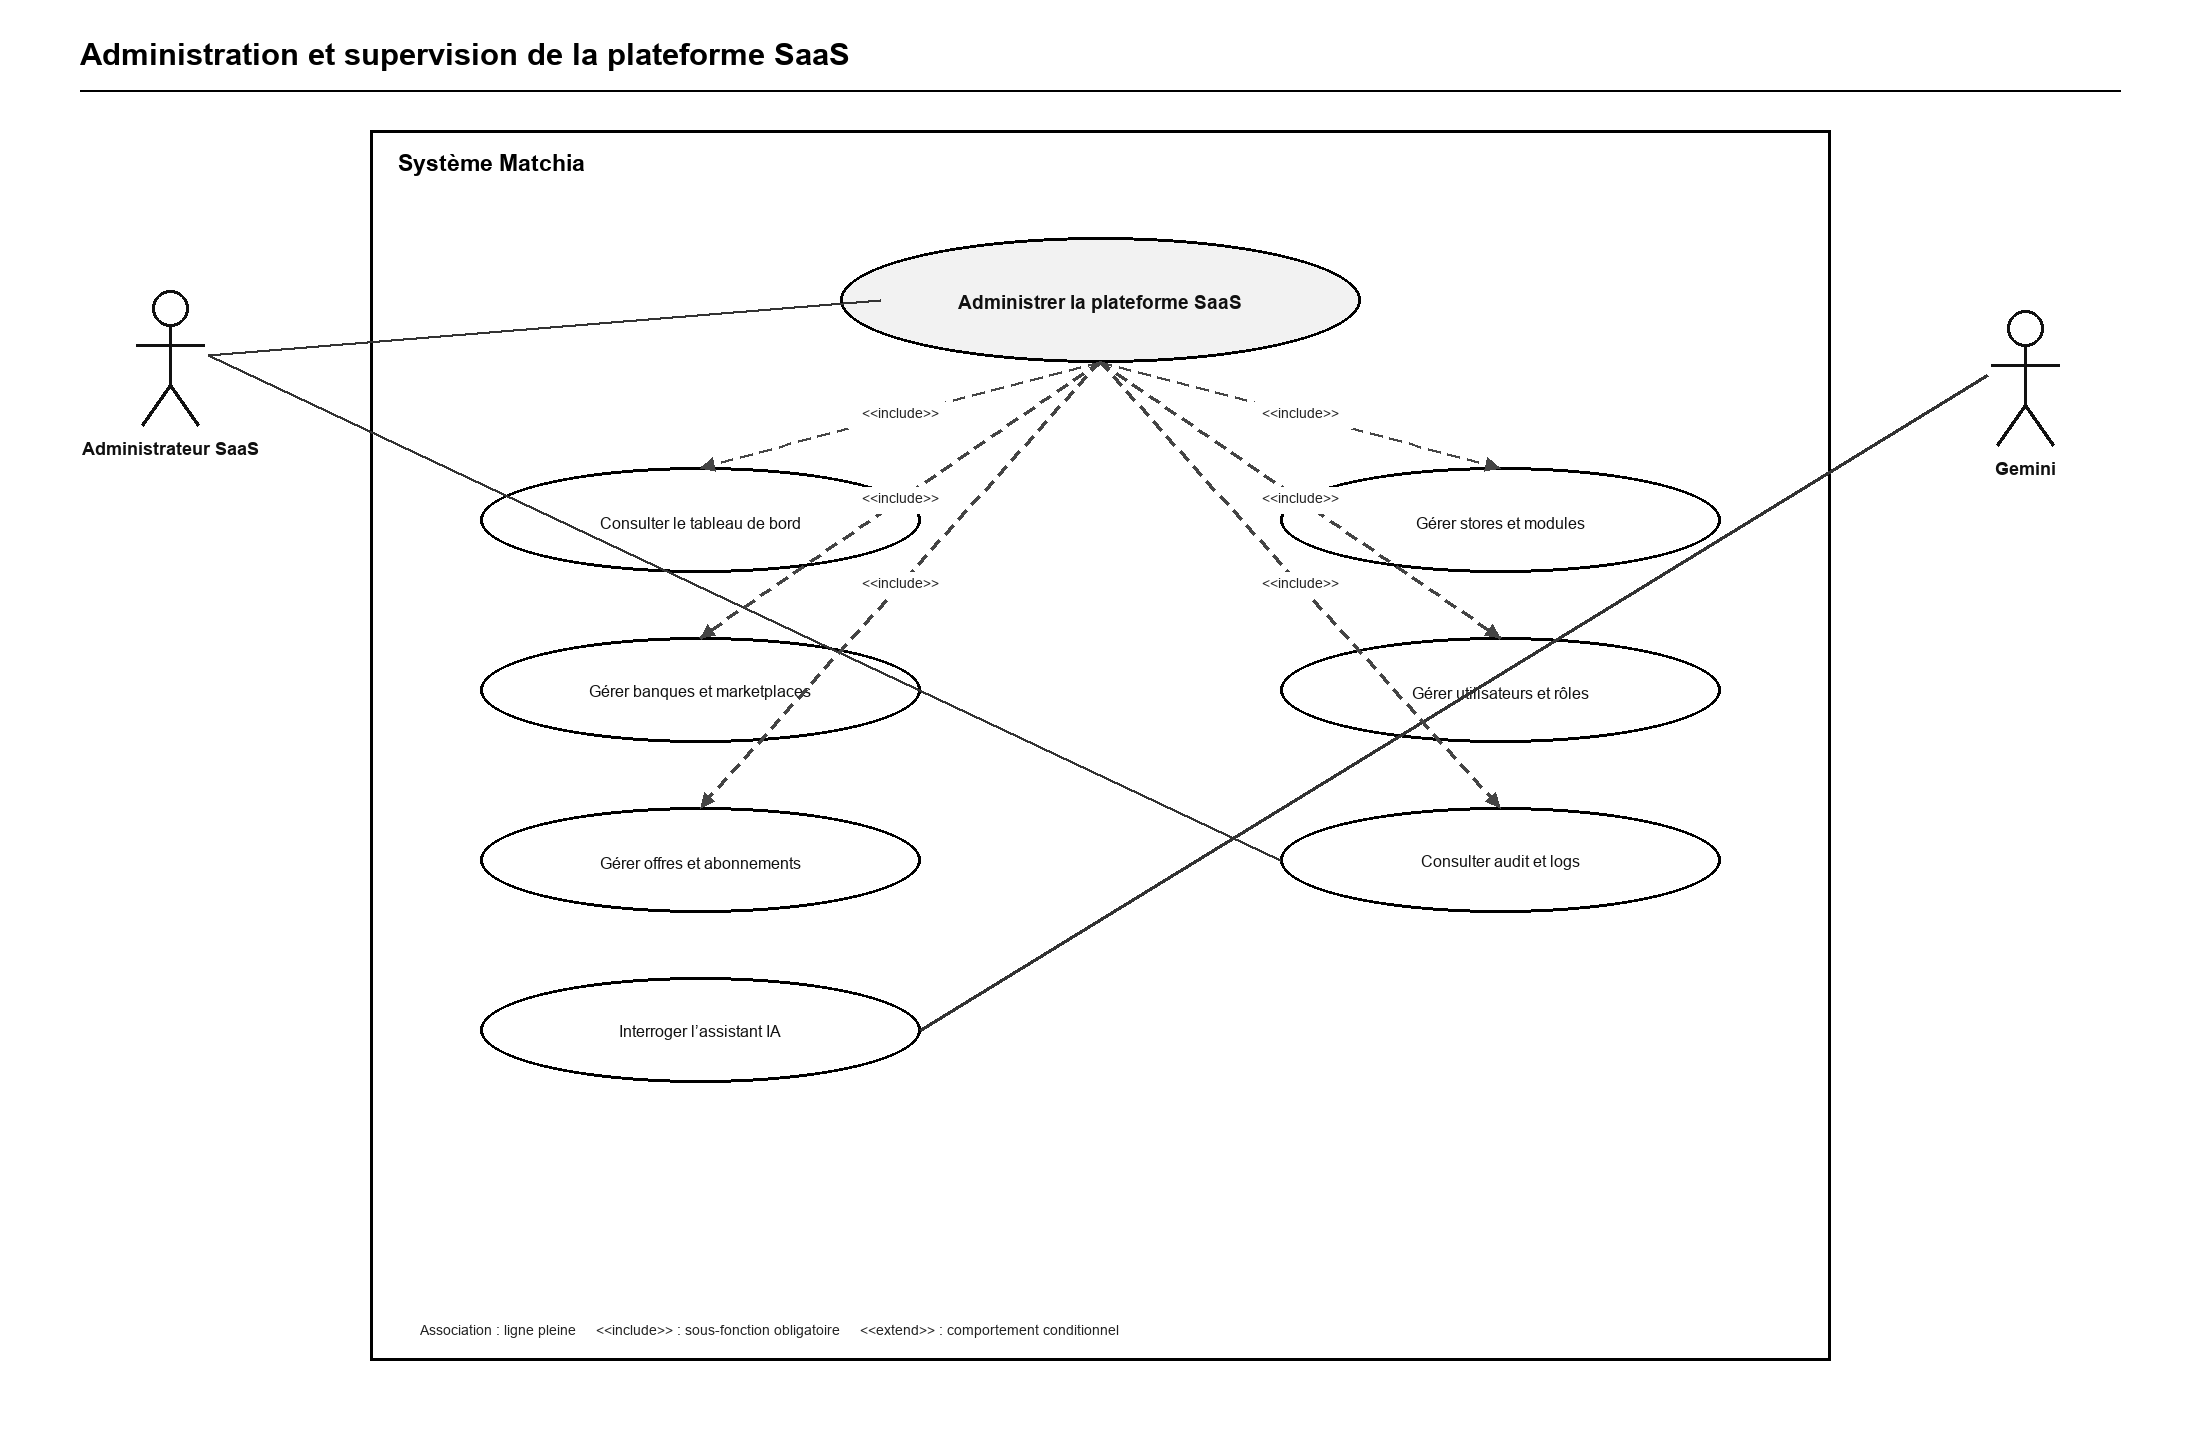 Administration et supervision de la plateforme SaaS
Système Matchia
Administrer la plateforme SaaS
Administrateur SaaS
Gemini
<<include>>
<<include>>
<<include>>
<<include>>
Consulter le tableau de bord
Gérer stores et modules
<<include>>
<<include>>
Gérer banques et marketplaces
Gérer utilisateurs et rôles
Gérer offres et abonnements
Consulter audit et logs
Interroger l’assistant IA
Association : ligne pleine <<include>> : sous-fonction obligatoire <<extend>> : comportement conditionnel